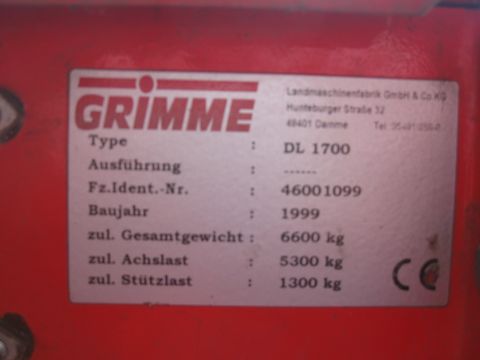 GRIMME
Landmaschinenfabrik GmbH & Co.KG
Hunteburger Straße 32
49401 Damme Tel.
Type : DL 1700
Ausführung : ------
Fz.Ident.-Nr. : 46001099
Baujahr : 1999
zul. Gesamtgewicht : 6600 kg
zul. Achslast : 5300 kg
zul. Stützlast : 1300 kg
CE